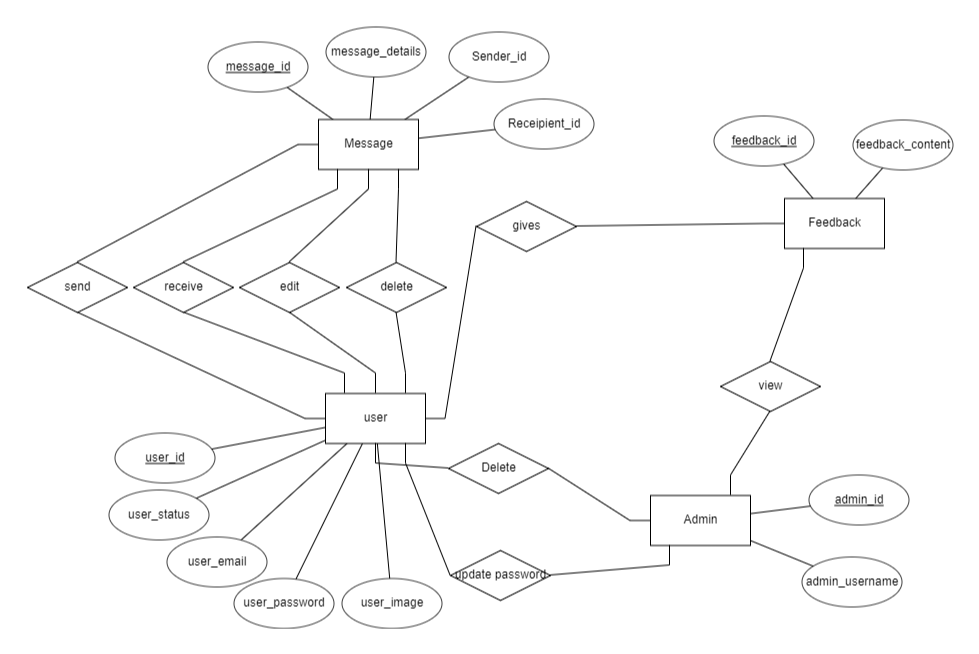 message_details
Sender_id
message_id
Receipient_id
Message
feedback_id
feedback_content
Feedback
gives
send
receive
edit
delete
view
user
user_id
Delete
user_status
admin_id
Admin
user_email
update password
admin_username
user_password
user_image